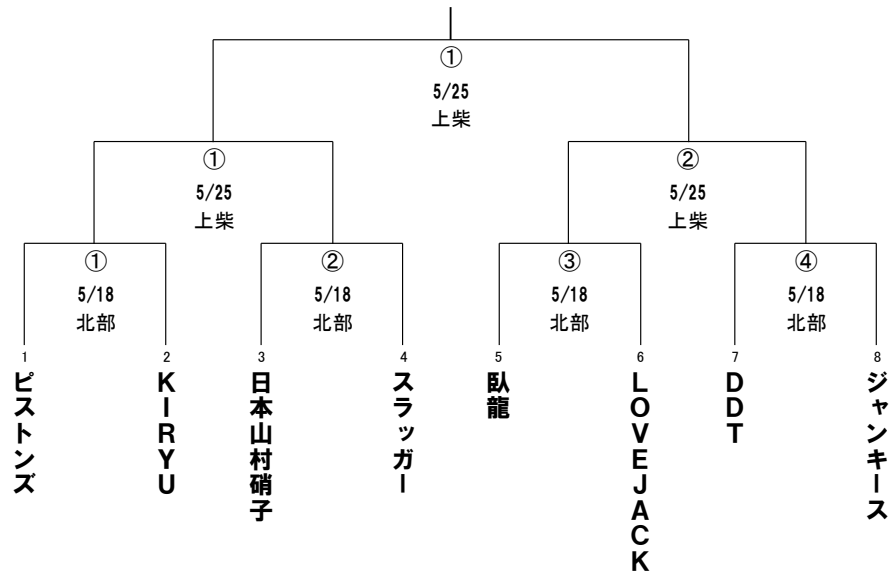 ①
5/25
上柴
①
5/25
上柴
②
5/25
上柴
①
5/18
北部
②
5/18
北部
③
5/18
北部
④
5/18
北部
1
ピストンズ
2
KIRYU
3
日本山村硝子
4
スラッガー
5
臥龍
6
LOVEJACK
7
DDT
8
ジャンキース